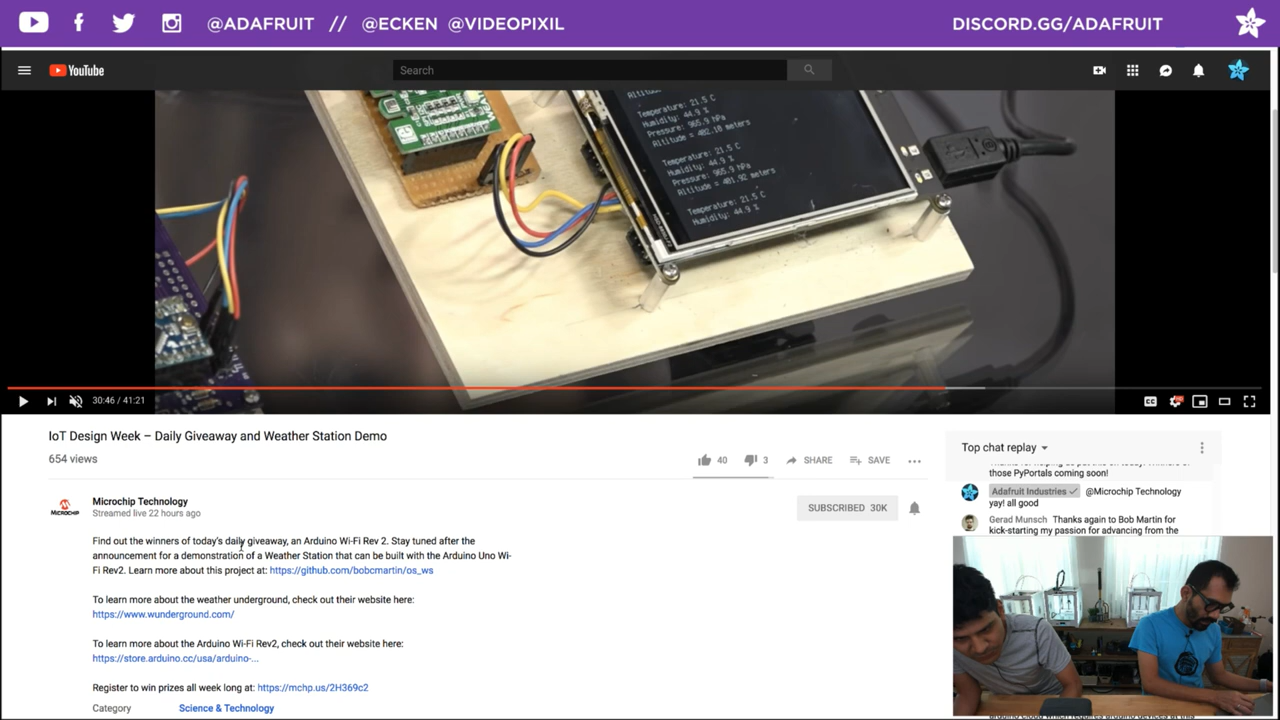 @ADAFRUIT // @ECKEN @VIDEOPIXIL
DISCORD.GG/ADAFRUIT
YouTube
Search
Temperature: 21.5 C
Humidity: 44.9 %
Pressure: 965.9 hPa
Altitude = 402.10 meters
Temperature: 21.5 C
Humidity: 44.9 %
Pressure: 965.9 hPa
Altitude = 401.92 meters
Temperature: 21.5 C
Humidity: 44.9 %
30:46 / 41:21
CC
IoT Design Week – Daily Giveaway and Weather Station Demo
654 views
40
3
SHARE
SAVE
MICROCHIP
Microchip Technology
Streamed live 22 hours ago
SUBSCRIBED 30K
Find out the winners of today's daily giveaway, an Arduino Wi-Fi Rev 2. Stay tuned after the
announcement for a demonstration of a Weather Station that can be built with the Arduino Uno Wi-
Fi Rev2. Learn more about this project at: https://github.com/bobcmartin/os_ws
To learn more about the weather underground, check out their website here:
https://www.wunderground.com/
To learn more about the Arduino Wi-Fi Rev2, check out their website here:
https://store.arduino.cc/usa/arduino-...
Register to win prizes all week long at: https://mchp.us/2H369c2
Category
Science & Technology
Top chat replay
those PyPortals coming soon!
Adafruit Industries @Microchip Technology
yay! all good
Gerad Munsch Thanks again to Bob Martin for
kick-starting my passion for advancing from the